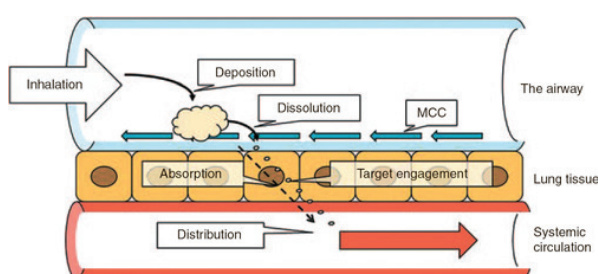 Deposition
Inhalation
The airway
Dissolution
MCC
Absorption
Target engagement
Lung tissue
Distribution
Systemic
circulation